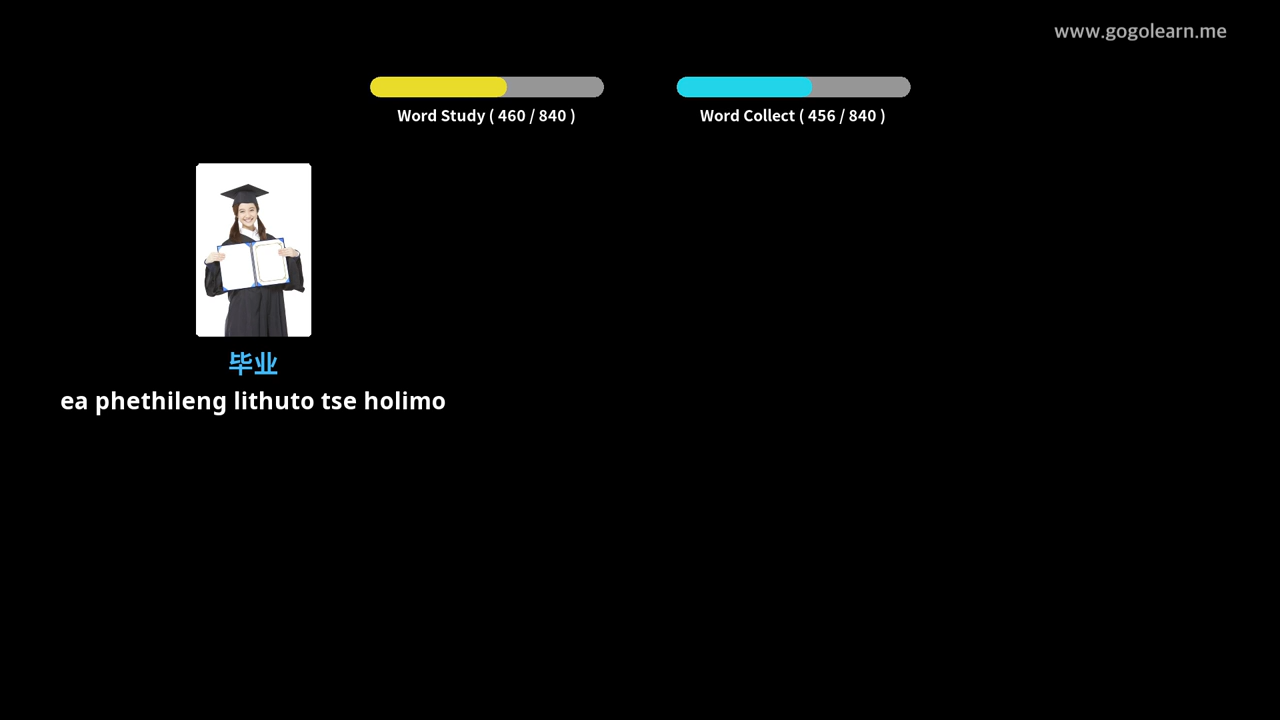 www.gogolearn.me
Word Study ( 460 / 840 )
Word Collect ( 456 / 840 )
毕业
ea phethileng lithuto tse holimo